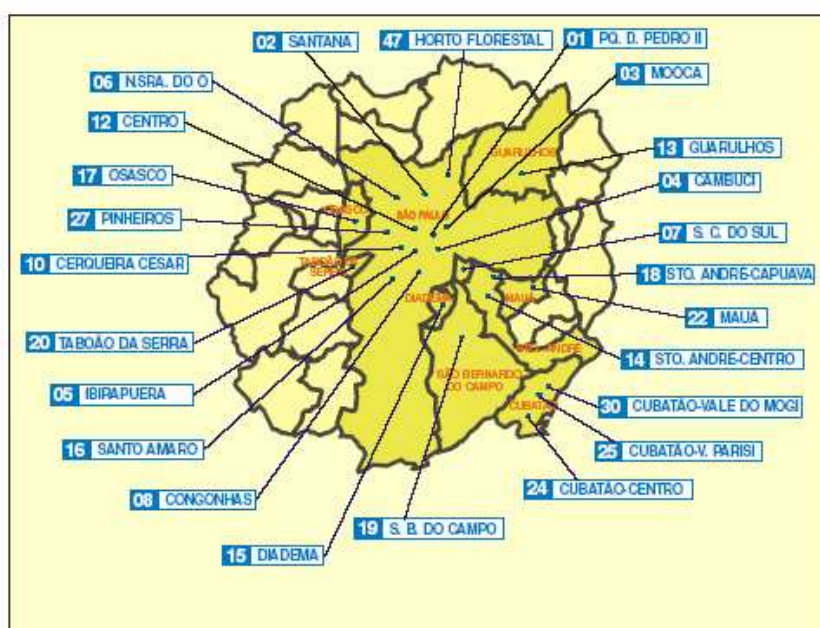 02 SANTANA
47 HORTO FLORESTAL
01 PQ. D. PEDRO II
06 N.SRA. DO O
03 MOOCA
12 CENTRO
13 GUARULHOS
17 OSASCO
04 CAMBUCI
27 PINHEIROS
07 S. C. DO SUL
10 CERQUEIRA CESAR
18 STO. ANDRE-CAPUAVA
22 MAUA
20 TABOÃO DA SERRA
14 STO. ANDRE-CENTRO
05 IBIRAPUERA
30 CUBATÃO-VALE DO MOGI
16 SANTO AMARO
25 CUBATÃO-V. PARISI
08 CONGONHAS
24 CUBATÃO-CENTRO
19 S. B. DO CAMPO
15 DIADEMA
GUARULHOS
SÃO PAULO
SERRA
DIADEMA
MAUA
SÃO BERNARDO
DO CAMPO